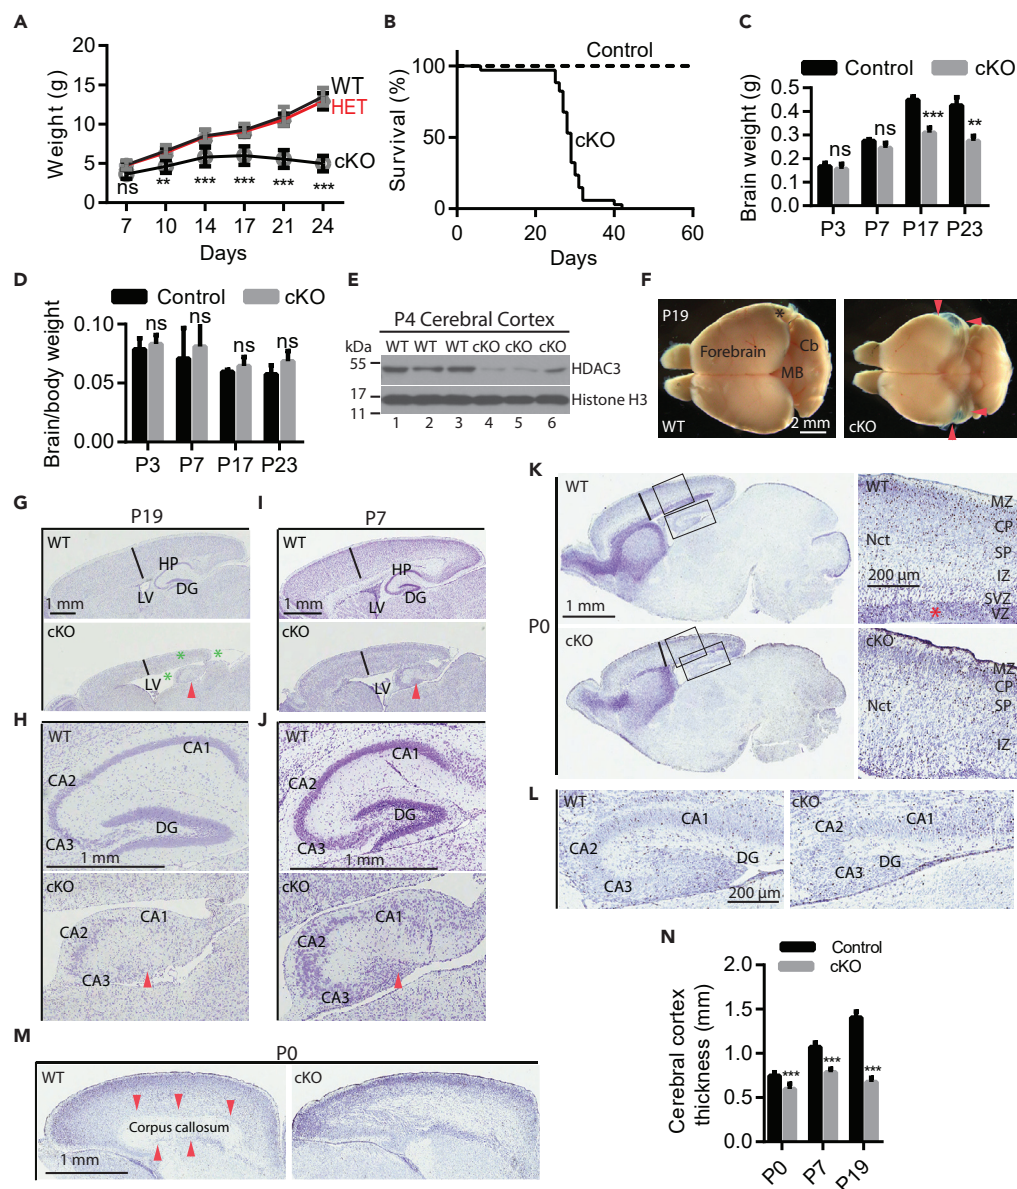 A
Weight (g)
20
15
10
5
0
WT
HET
cKO
ns ** *** *** *** ***
7 10 14 17 21 24
Days
B
Survival (%)
100
50
0
Control
cKO
0 20 40 60
Days
C
Control cKO
Brain weight (g)
0.5
0.4
0.3
0.2
0.1
0.0
ns ns *** **
P3 P7 P17 P23
D
Control cKO
Brain/body weight
0.10
0.05
0.00
ns ns ns ns
P3 P7 P17 P23
E
P4 Cerebral Cortex
kDa WT WT WT cKO cKO cKO
55 HDAC3
17 Histone H3
11
1 2 3 4 5 6
F
P19
*
Forebrain
Cb
MB
WT
2 mm
cKO
G
P19
WT
HP
LV
DG
1 mm
cKO
* * *
LV
H
WT
CA1
CA2
DG
CA3
1 mm
cKO
CA1
CA2
CA3
I
P7
WT
HP
LV
DG
1 mm
cKO
LV
J
WT
CA1
CA2
DG
CA3
1 mm
cKO
CA1
CA2
CA3
K
P0
WT
1 mm
WT
MZ
CP
Nct
SP
200 µm
IZ
SVZ
* VZ
cKO
cKO
MZ
CP
Nct
SP
IZ
L
WT
CA1
CA2
DG
CA3
200 µm
cKO
CA1
CA2
DG
CA3
M
P0
WT
Corpus callosum
1 mm
cKO
N
Control
cKO
Cerebral cortex
thickness (mm)
2.0
1.5
1.0
0.5
0.0
*** *** ***
P0 P7 P19